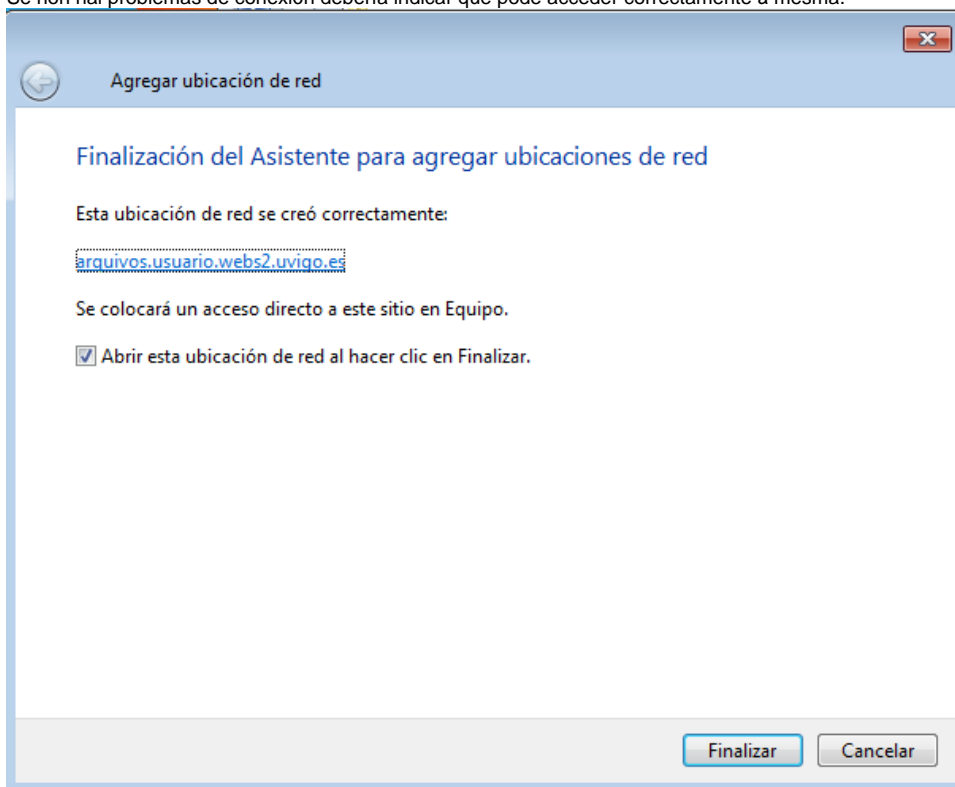 Se non hai problemas de conexión debería indicar que pode acceder correctamente á mesma.
Agregar ubicación de red
Finalización del Asistente para agregar ubicaciones de red
Esta ubicación de red se creó correctamente:
arquivos.usuario.webs2.uvigo.es
Se colocará un acceso directo a este sitio en Equipo.
Abrir esta ubicación de red al hacer clic en Finalizar.
Finalizar Cancelar